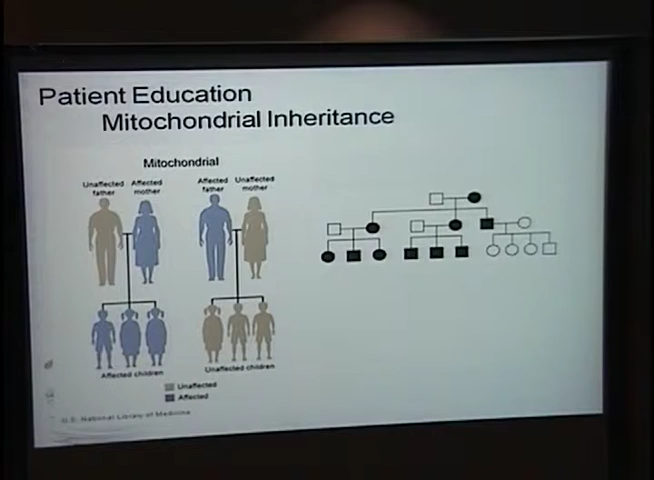 Patient Education
Mitochondrial Inheritance
Mitochondrial
Unaffected father
Affected mother
Affected father
Unaffected mother
Affected children
Unaffected children
Unaffected
Affected
U.S. National Library of Medicine